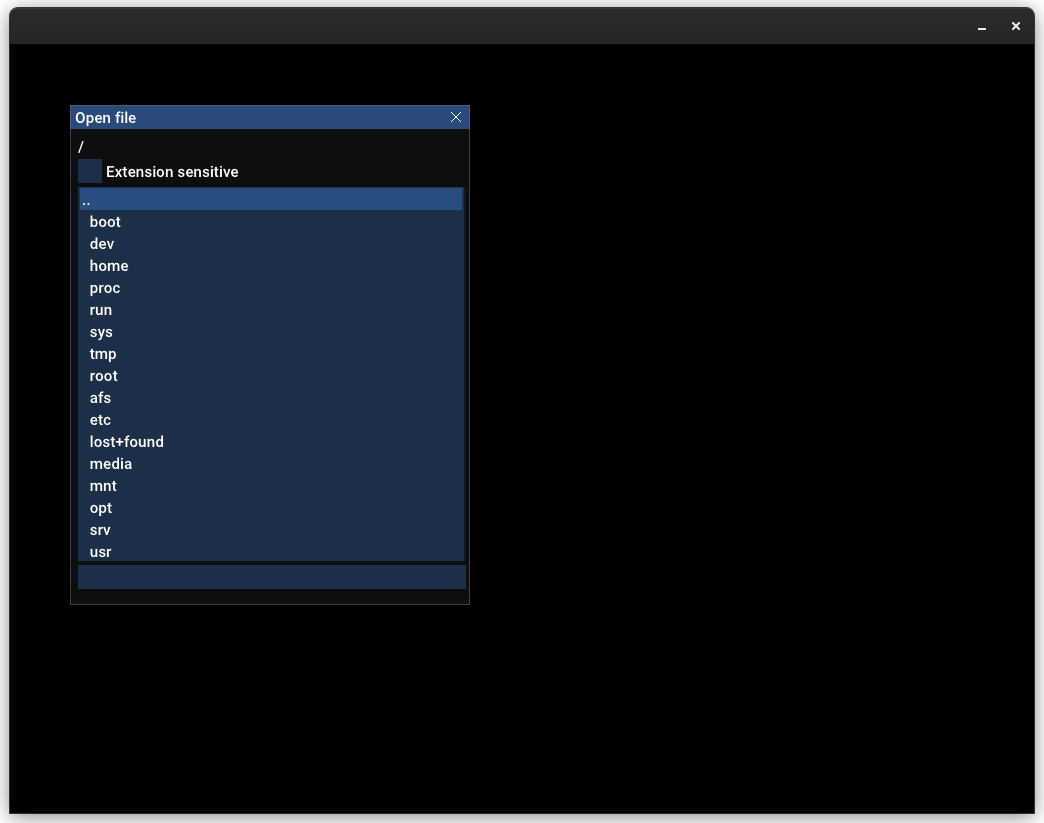 Open file
/
Extension sensitive
..
boot
dev
home
proc
run
sys
tmp
root
afs
etc
lost+found
media
mnt
opt
srv
usr